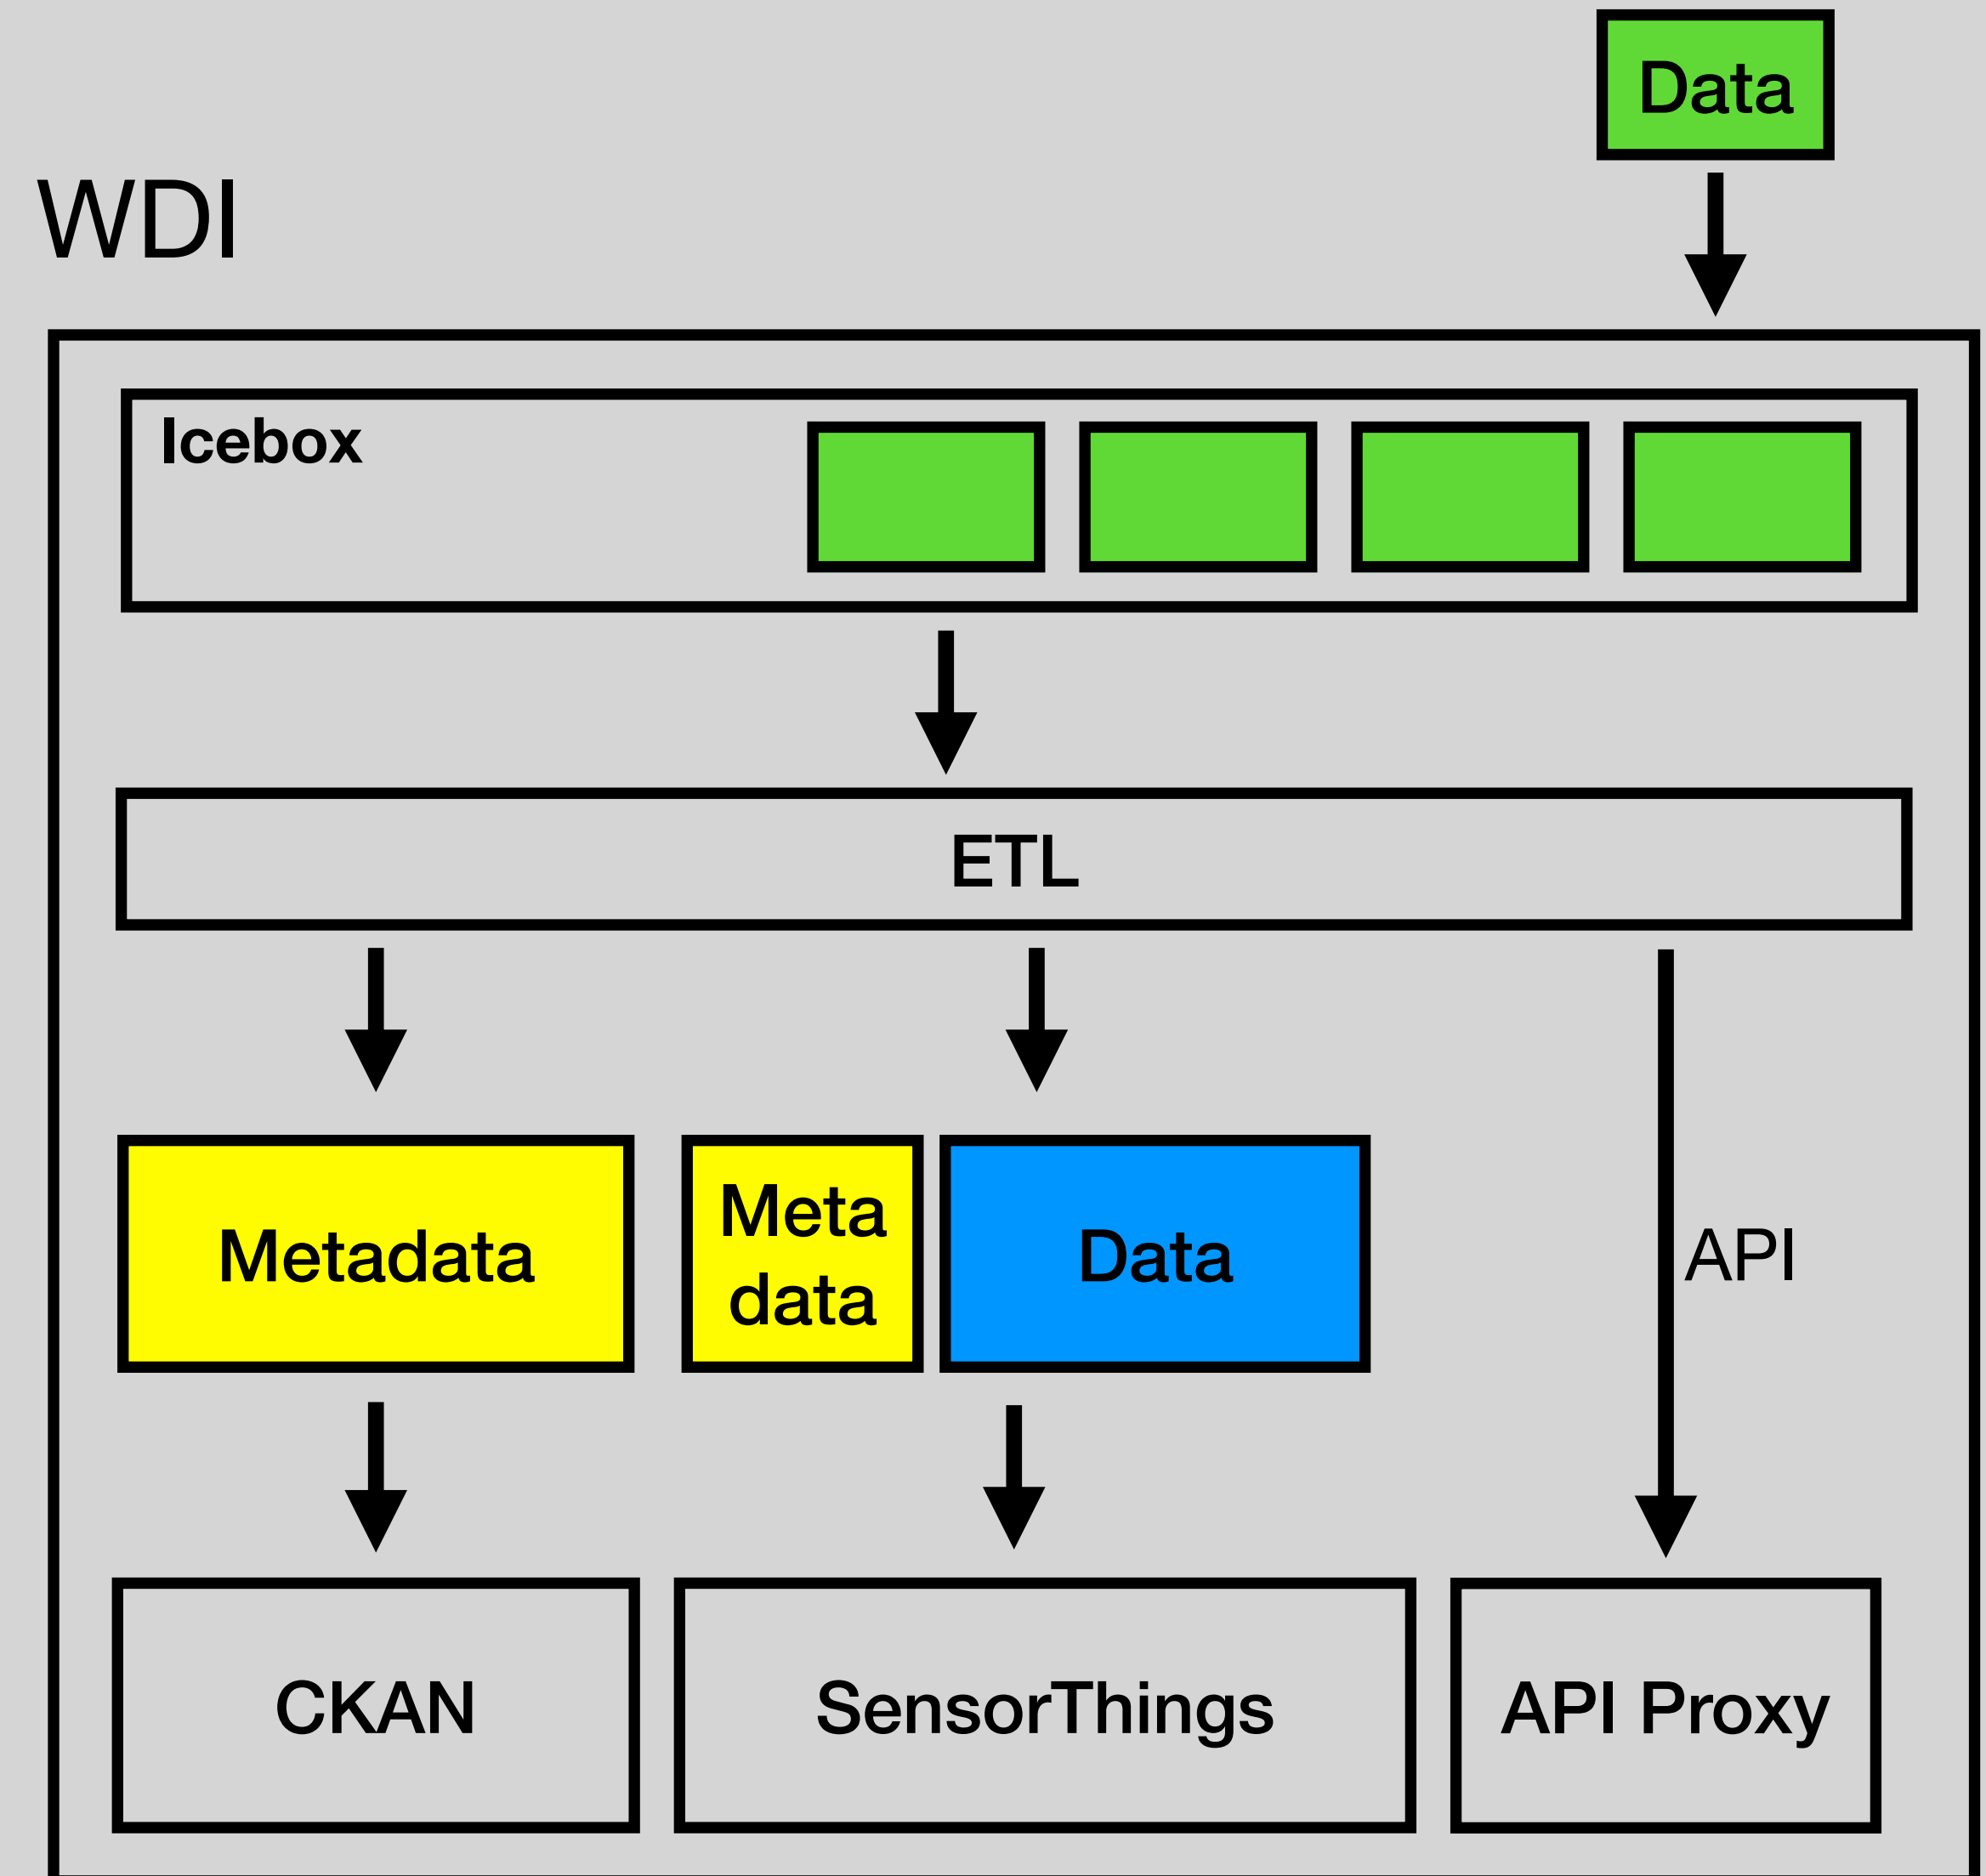 Data
WDI
Icebox
ETL
Metadata
Meta
data
Data
API
CKAN
SensorThings
API Proxy